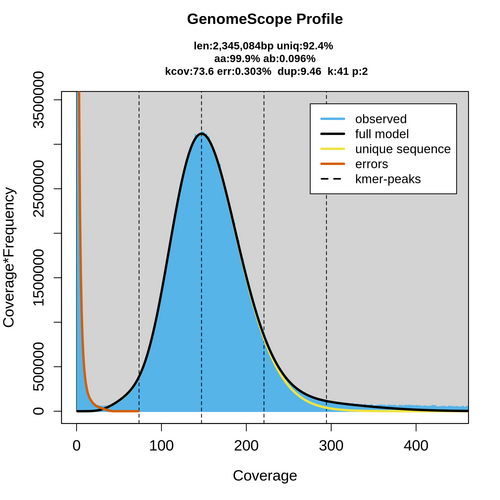 GenomeScope Profile
len:2,345,084bp uniq:92.4%
aa:99.9% ab:0.096%
kcov:73.6 err:0.303% dup:9.46 k:41 p:2
observed
full model
unique sequence
errors
kmer-peaks
Coverage*Frequency
3500000
2500000
1500000
500000
0
0 100 200 300 400
Coverage